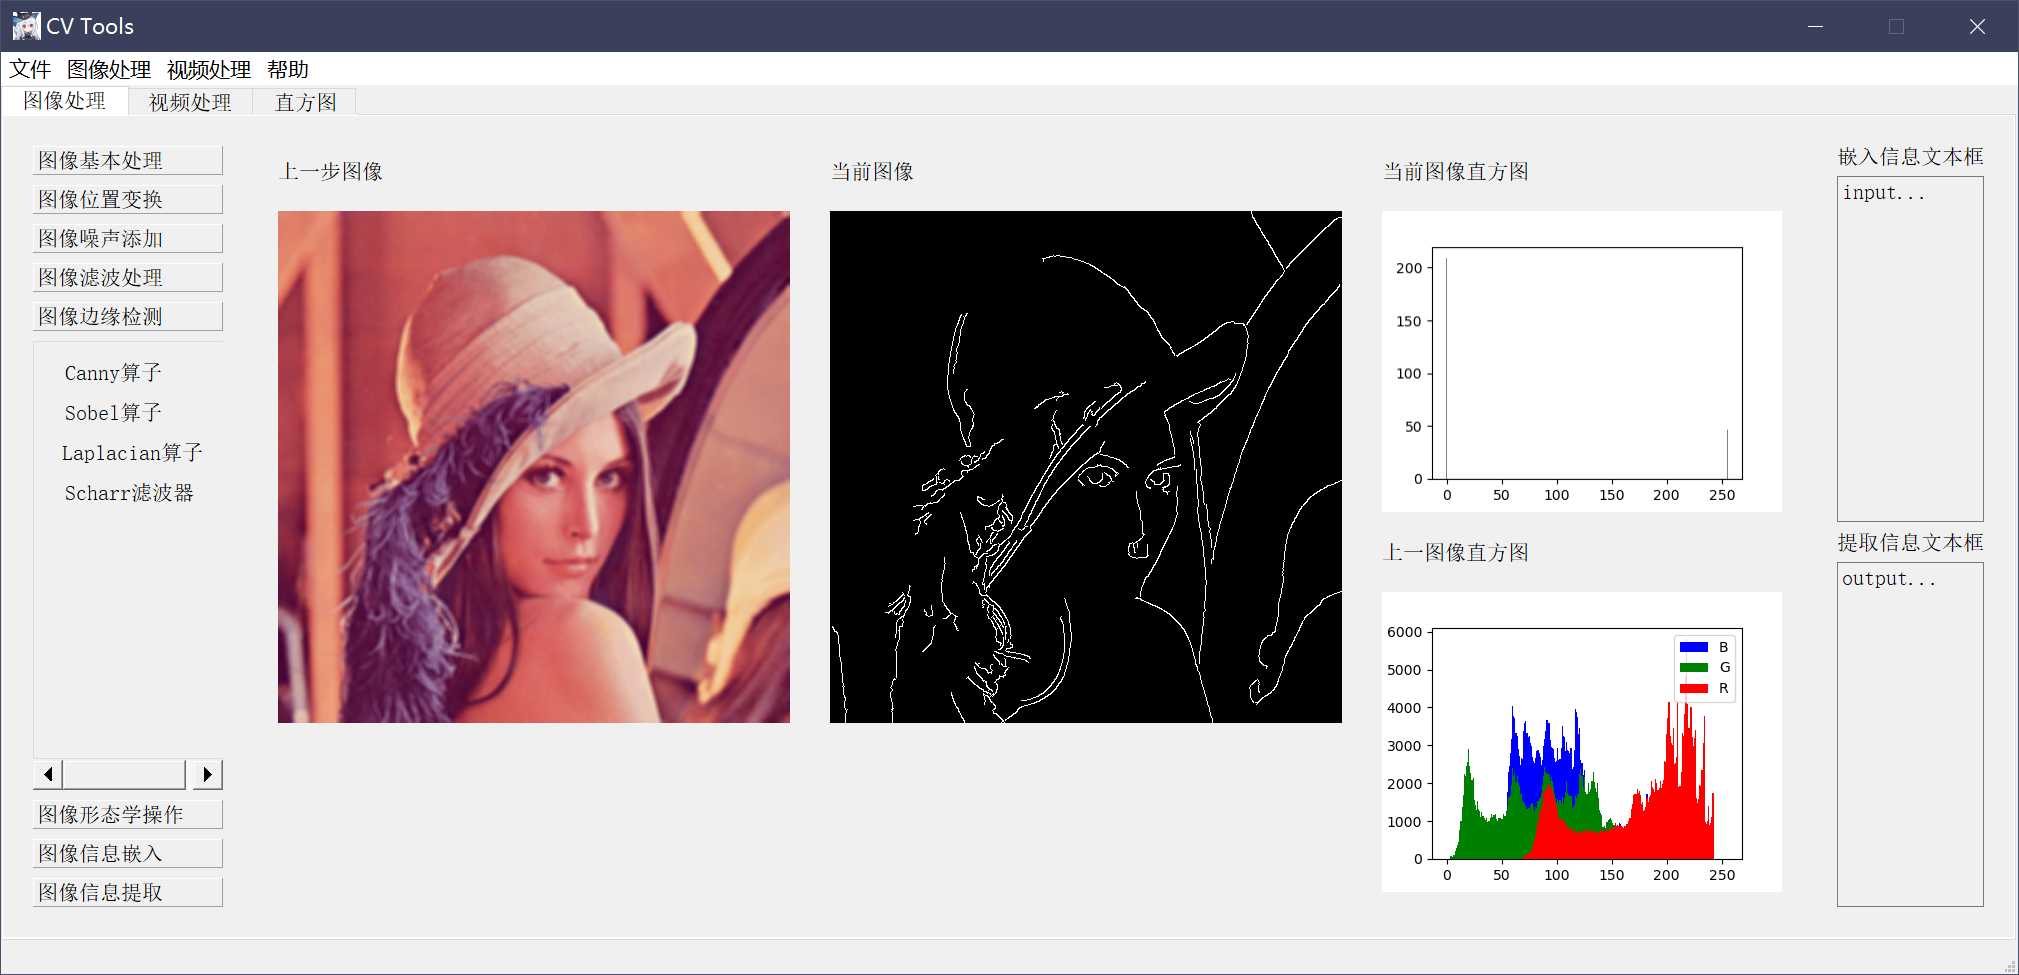 CV Tools
文件 图像处理 视频处理 帮助
图像处理 视频处理 直方图
图像基本处理
图像位置变换
图像噪声添加
图像滤波处理
图像边缘检测
Canny算子
Sobel算子
Laplacian算子
Scharr滤波器
图像形态学操作
图像信息嵌入
图像信息提取
上一步图像
当前图像
当前图像直方图
200
150
100
50
0
0 50 100 150 200 250
上一图像直方图
6000
5000
4000
3000
2000
1000
0
B
G
R
0 50 100 150 200 250
嵌入信息文本框
input...
提取信息文本框
output...